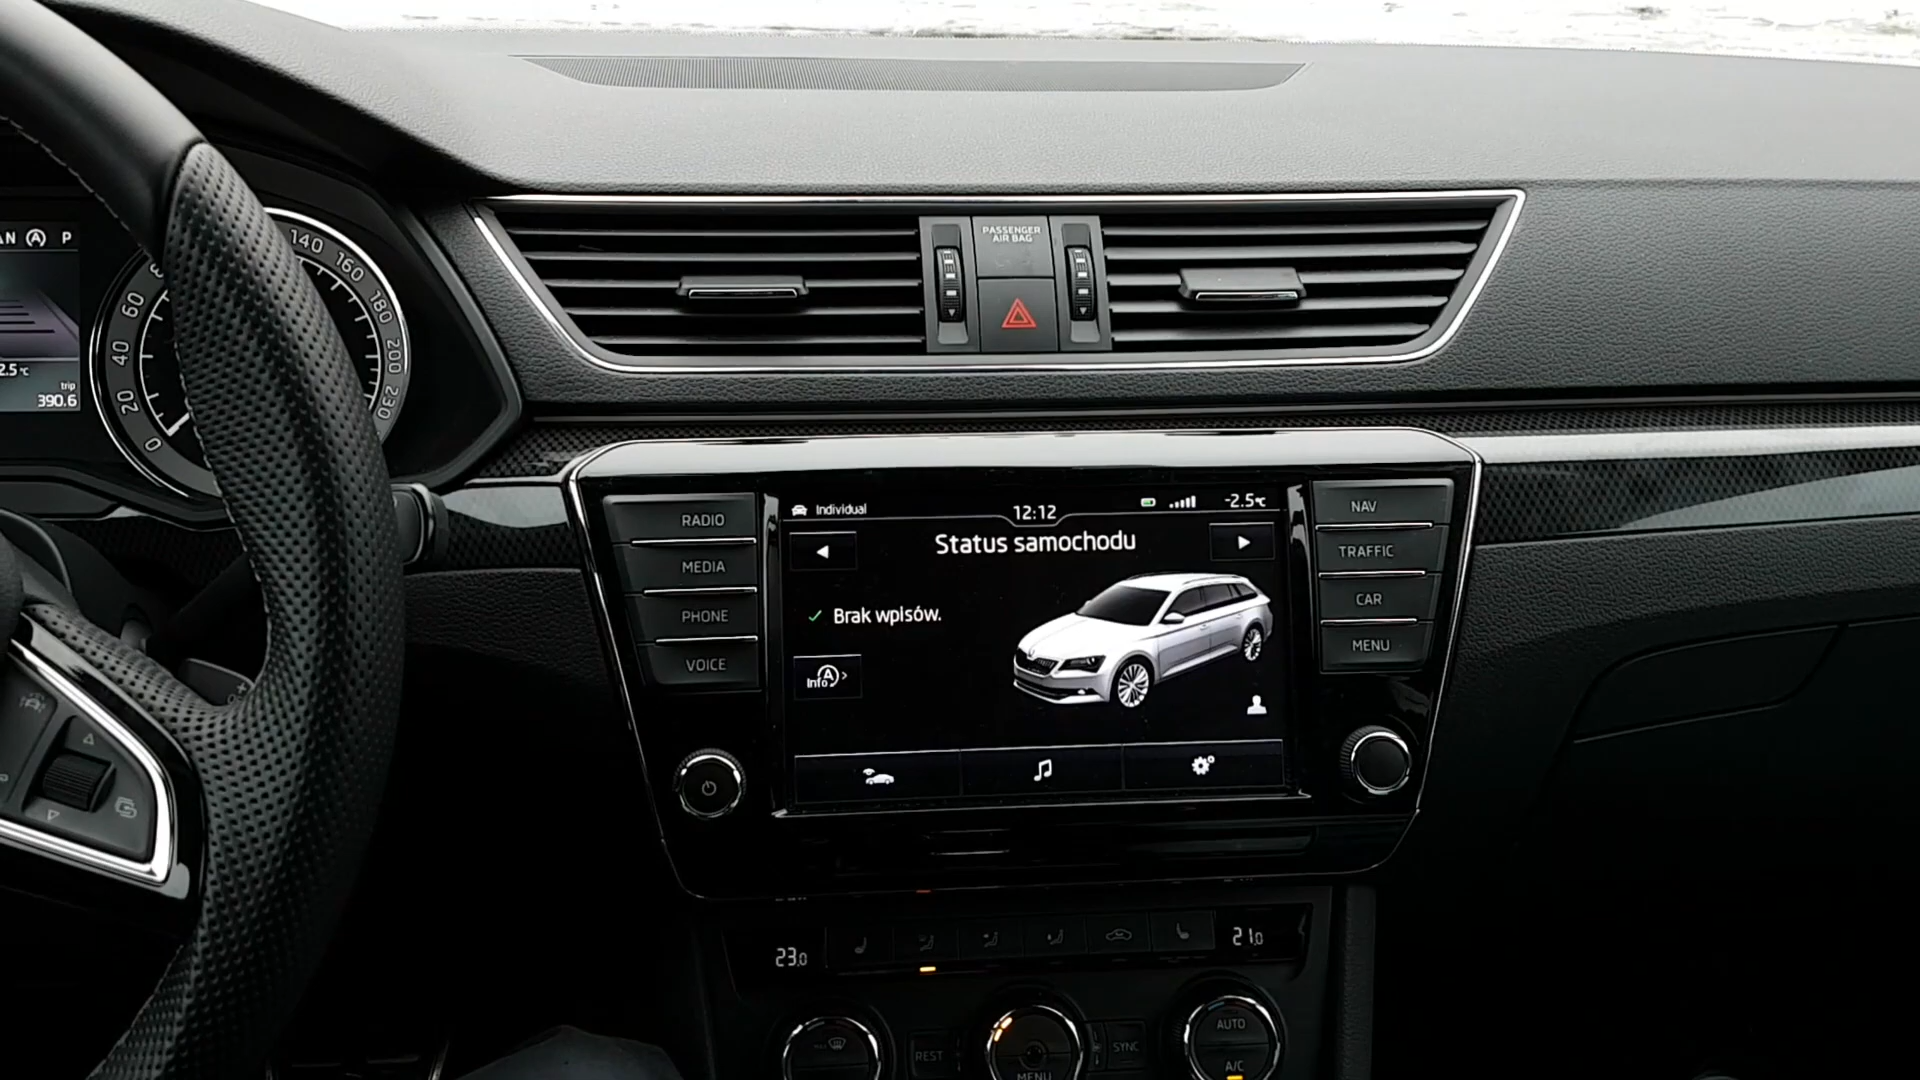 AN A P
2.5°C
trip
390.6
0
20
40
60
140
160
180
200
230
PASSENGER
AIR BAG
RADIO
MEDIA
PHONE
VOICE
Individual
12:12
-2.5°C
Status samochodu
✓ Brak wpisów.
Info A >
NAV
TRAFFIC
CAR
MENU
23.0
21.0
MAX
REST
MENU
SYNC
AUTO
A/C